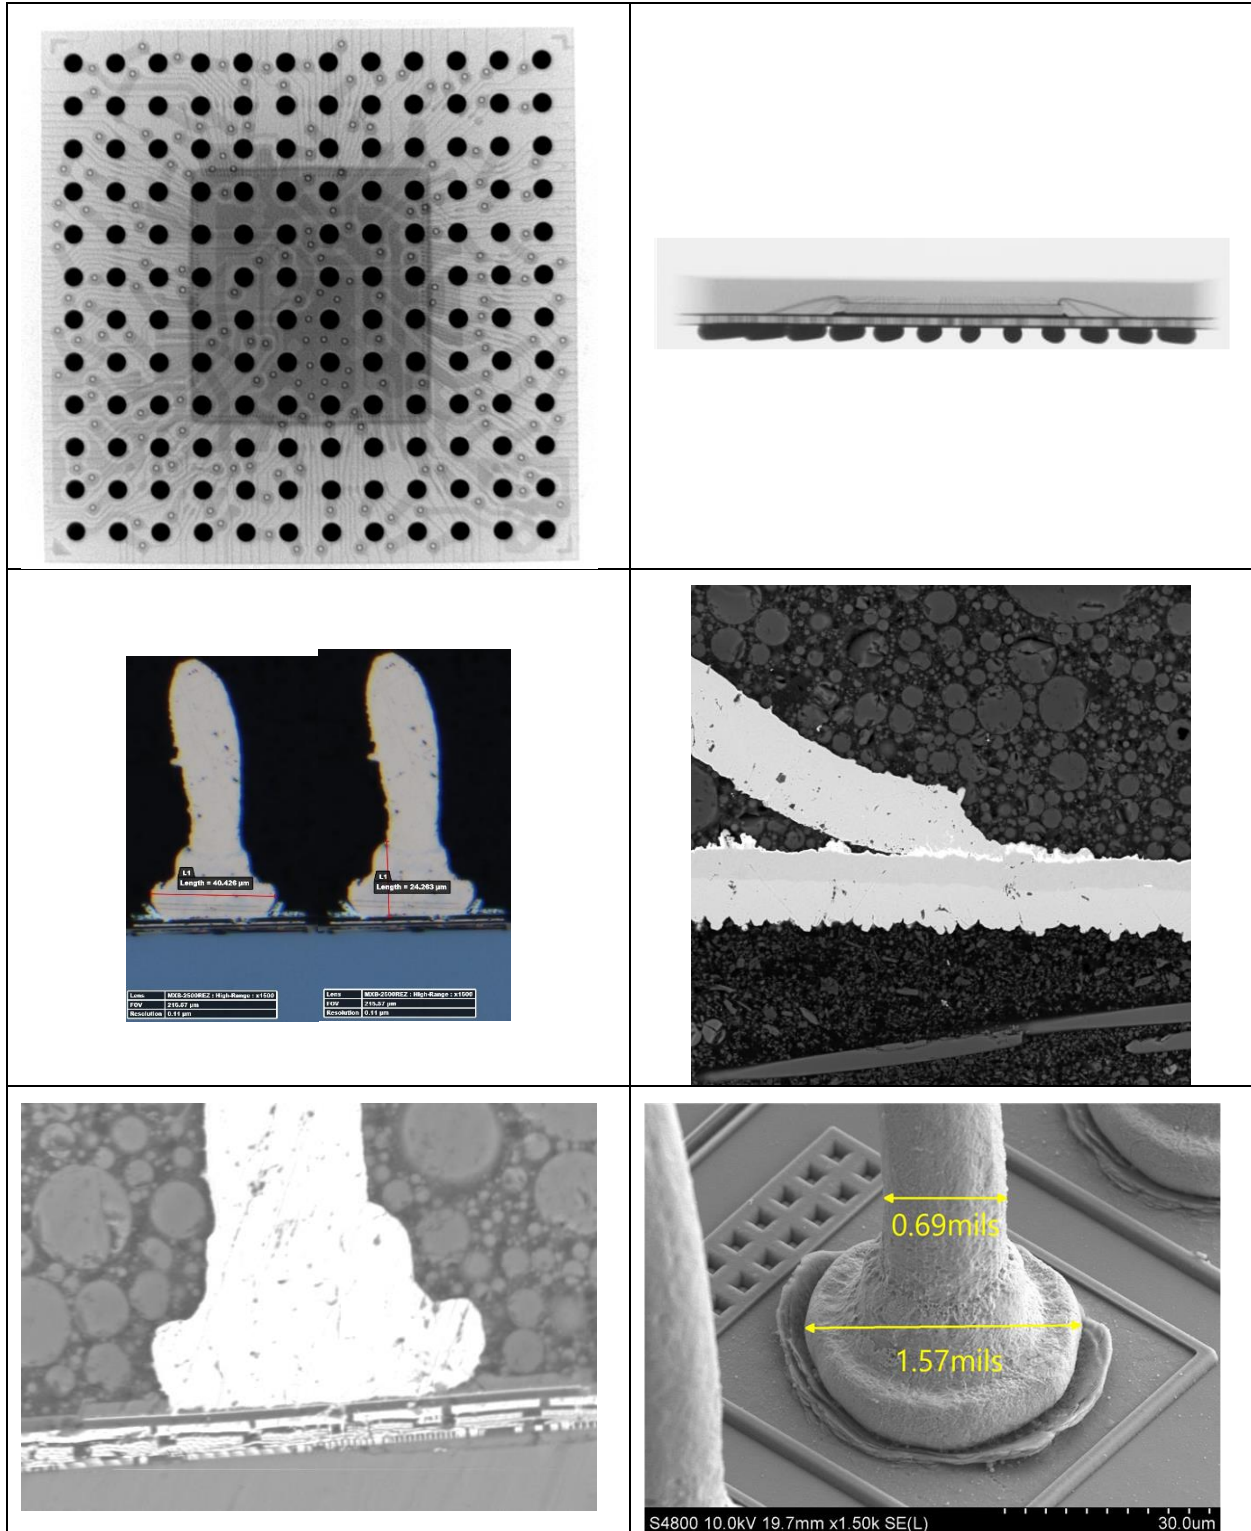 L1
Length = 40.426 µm
L1
Length = 24.263 µm
Lens MXB-2500REZ : High-Range : x1500
FOV 215.87 µm
Resolution 0.11 µm
Lens MXB-2500REZ : High-Range : x1500
FOV 215.87 µm
Resolution 0.11 µm
0.69mils
1.57mils
S4800 10.0kV 19.7mm x1.50k SE(L)
30.0um